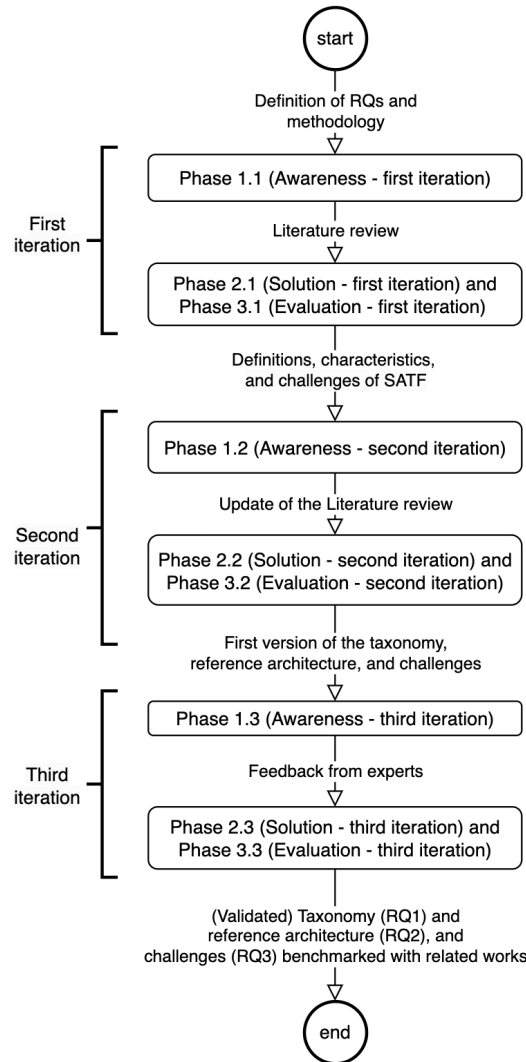 start
Definition of RQs and
methodology
Phase 1.1 (Awareness - first iteration)
First
iteration
Literature review
Phase 2.1 (Solution - first iteration) and
Phase 3.1 (Evaluation - first iteration)
Definitions, characteristics,
and challenges of SATF
Phase 1.2 (Awareness - second iteration)
Second
iteration
Update of the Literature review
Phase 2.2 (Solution - second iteration) and
Phase 3.2 (Evaluation - second iteration)
First version of the taxonomy,
reference architecture, and challenges
Phase 1.3 (Awareness - third iteration)
Third
iteration
Feedback from experts
Phase 2.3 (Solution - third iteration) and
Phase 3.3 (Evaluation - third iteration)
(Validated) Taxonomy (RQ1) and
reference architecture (RQ2), and
challenges (RQ3) benchmarked with related works
end